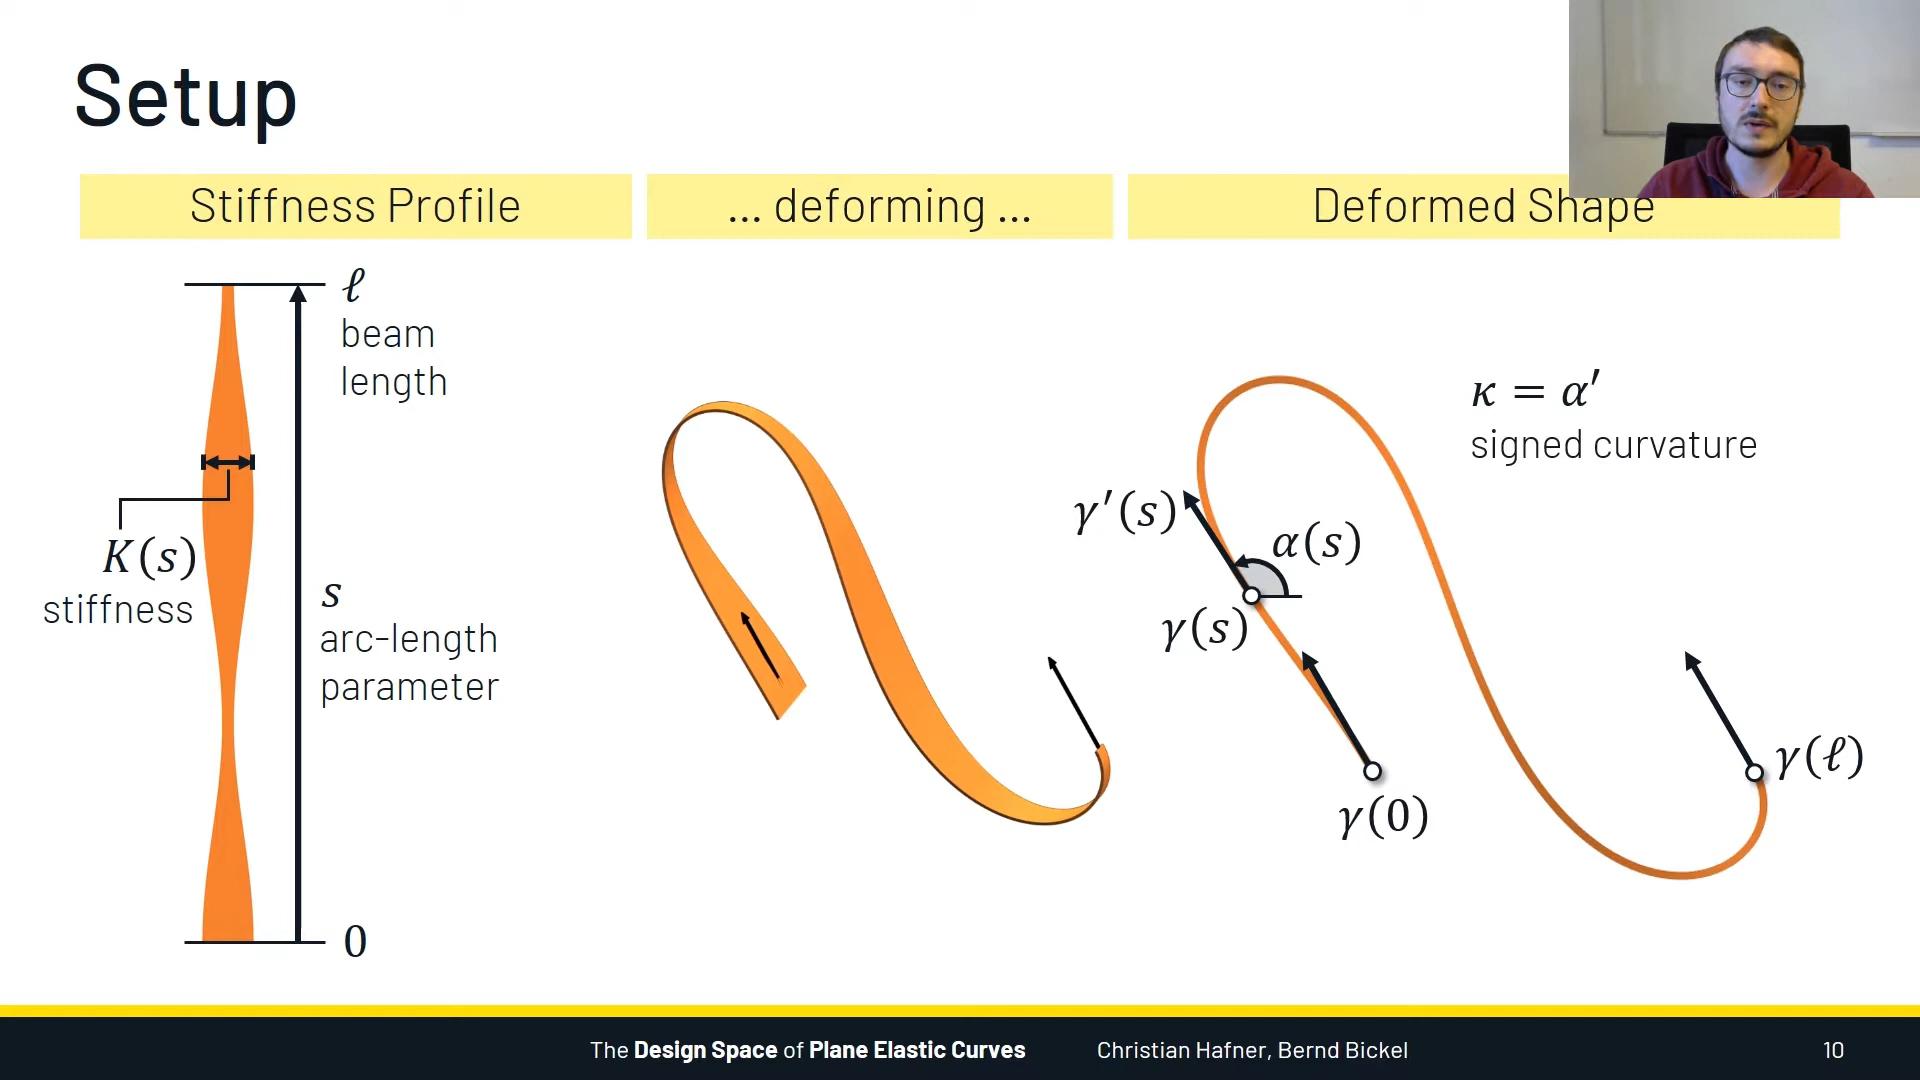 Setup
Stiffness Profile
... deforming ...
Deformed Shape
ℓ
beam
length
K(s)
stiffness
s
arc-length
parameter
0
κ = α′
signed curvature
γ′(s)
α(s)
γ(s)
γ(0)
γ(ℓ)
The Design Space of Plane Elastic Curves
Christian Hafner, Bernd Bickel
10